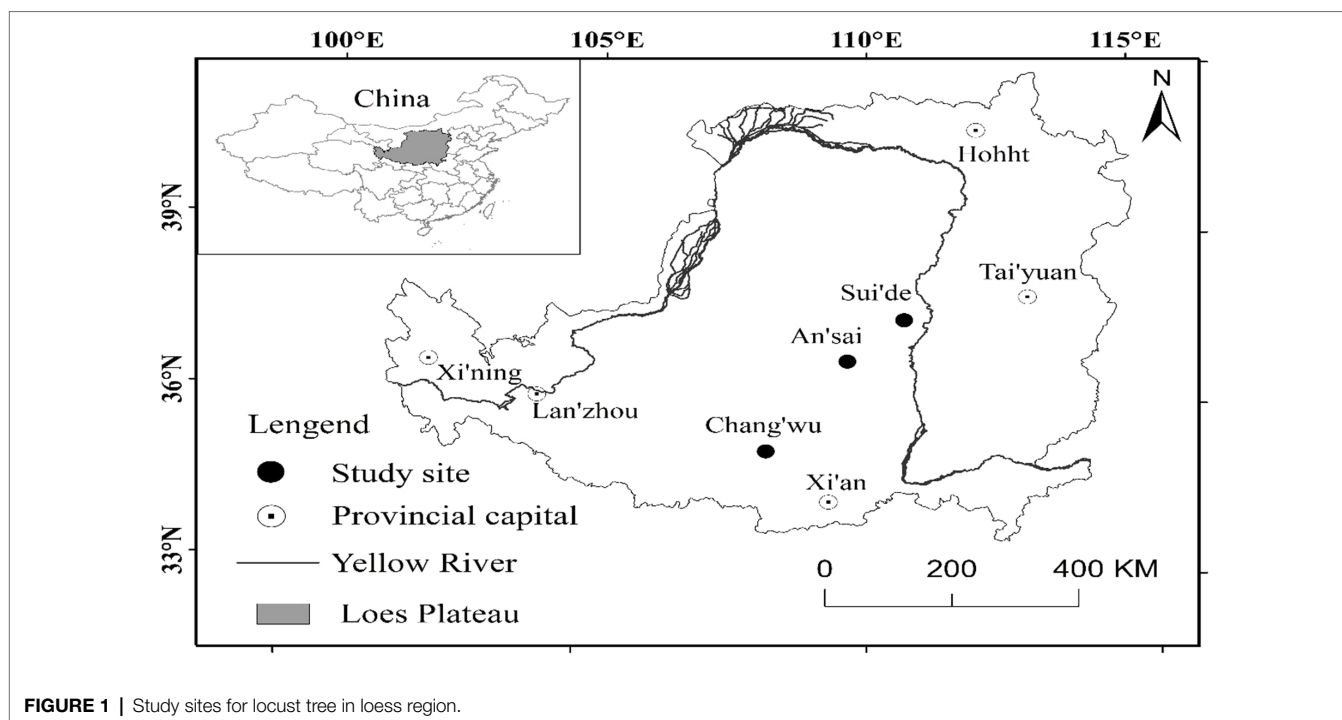 100°E 105°E 110°E 115°E
China
N
Hohht
39°N
Tai'yuan
Sui'de
An'sai
36°N
Xi'ning
Lan'zhou
Chang'wu
Xi'an
33°N
Lengend
Study site
Provincial capital
Yellow River
Loes Plateau
0 200 400 KM
FIGURE 1 | Study sites for locust tree in loess region.